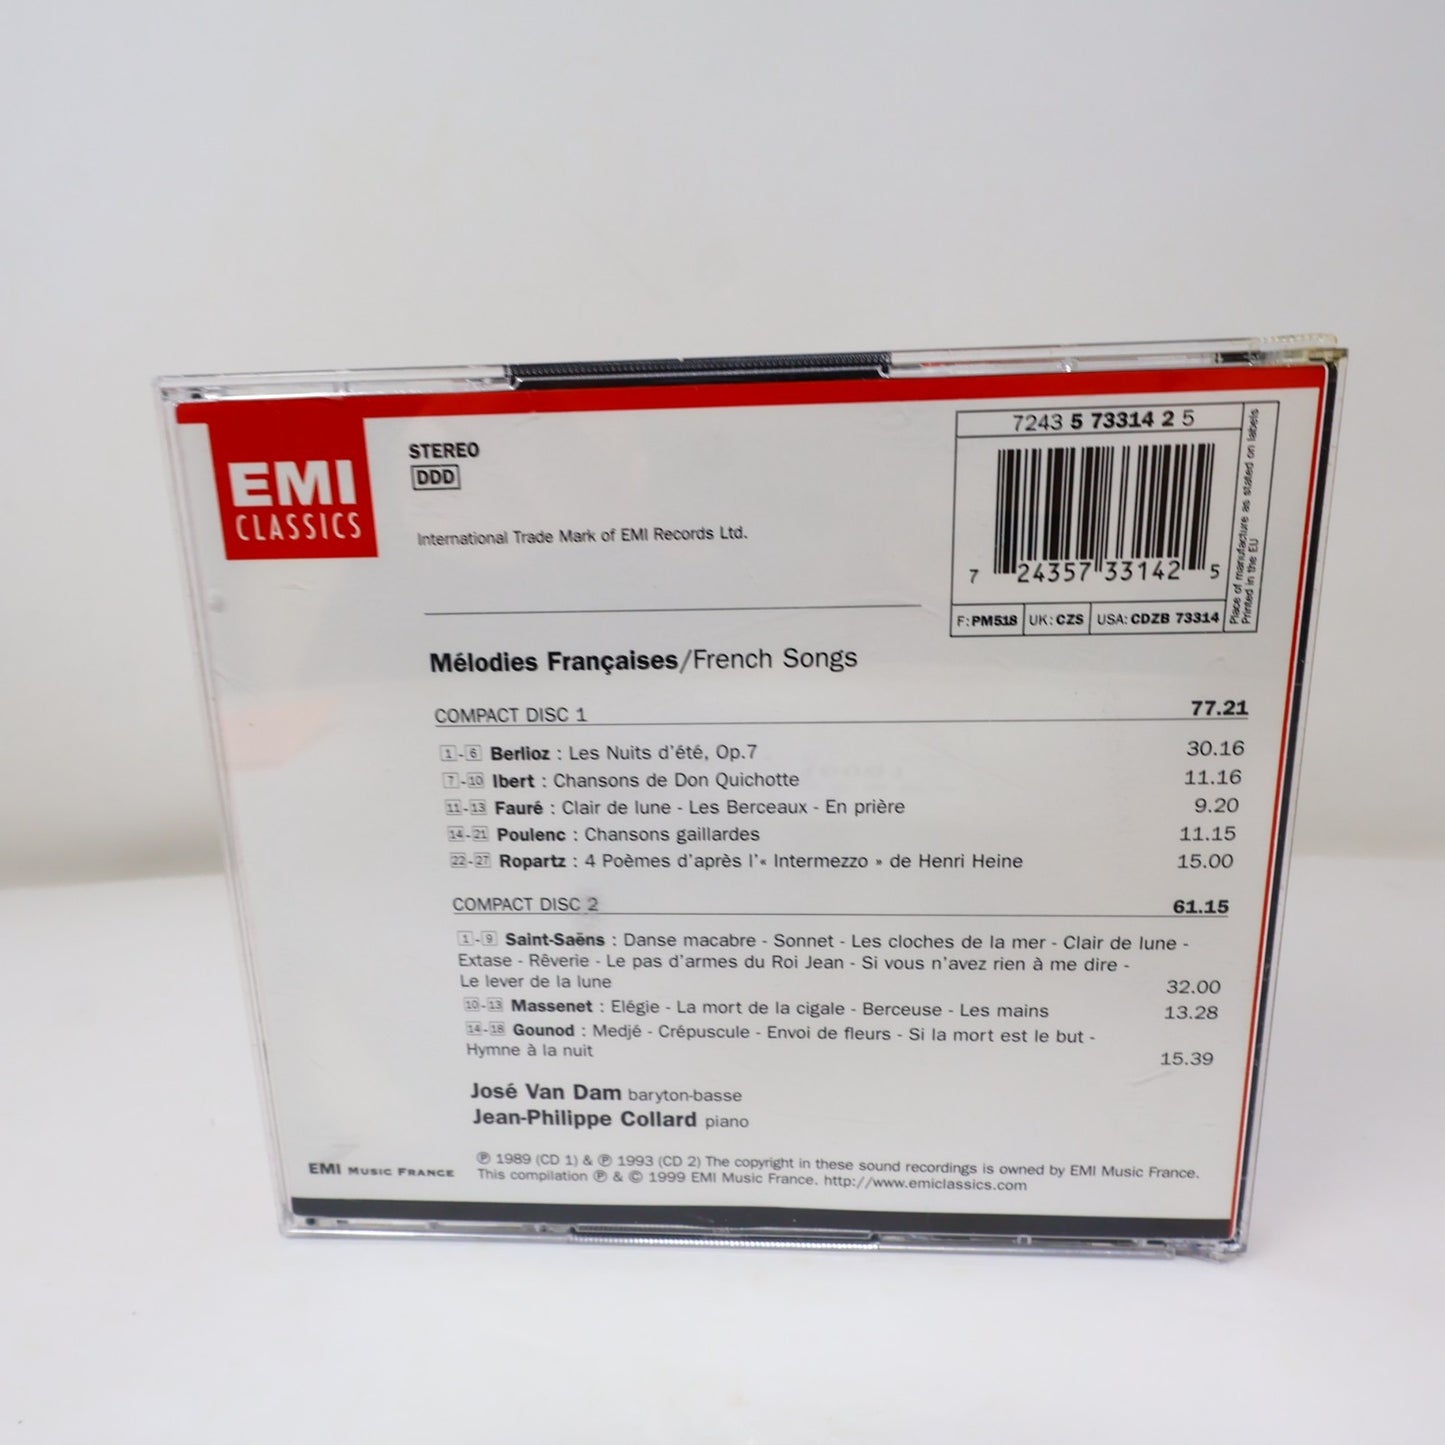 EMI
CLASSICS
STEREO
DDD
International Trade Mark of EMI Records Ltd.
7243 5 73314 2 5
7 24357 33142 5
F: PM518 UK: CZS USA: CDZB 73314
Place of manufacture as stated on labels
Printed in the EU
Mélodies Françaises/French Songs
COMPACT DISC 1 77.21
1-6 Berlioz : Les Nuits d'été, Op.7 30.16
7-10 Ibert : Chansons de Don Quichotte 11.16
11-13 Fauré : Clair de lune - Les Berceaux - En prière 9.20
14-21 Poulenc : Chansons gaillardes 11.15
22-27 Ropartz : 4 Poèmes d'après l'« Intermezzo » de Henri Heine 15.00
COMPACT DISC 2 61.15
1-9 Saint-Saëns : Danse macabre - Sonnet - Les cloches de la mer - Clair de lune -
Extase - Rêverie - Le pas d'armes du Roi Jean - Si vous n'avez rien à me dire -
Le lever de la lune 32.00
10-13 Massenet : Elégie - La mort de la cigale - Berceuse - Les mains 13.28
14-18 Gounod : Medjé - Crépuscule - Envoi de fleurs - Si la mort est le but -
Hymne à la nuit 15.39
José Van Dam baryton-basse
Jean-Philippe Collard piano
EMI MUSIC FRANCE
℗ 1989 (CD 1) & ℗ 1993 (CD 2) The copyright in these sound recordings is owned by EMI Music France.
This compilation ℗ & © 1999 EMI Music France. http://www.emiclassics.com